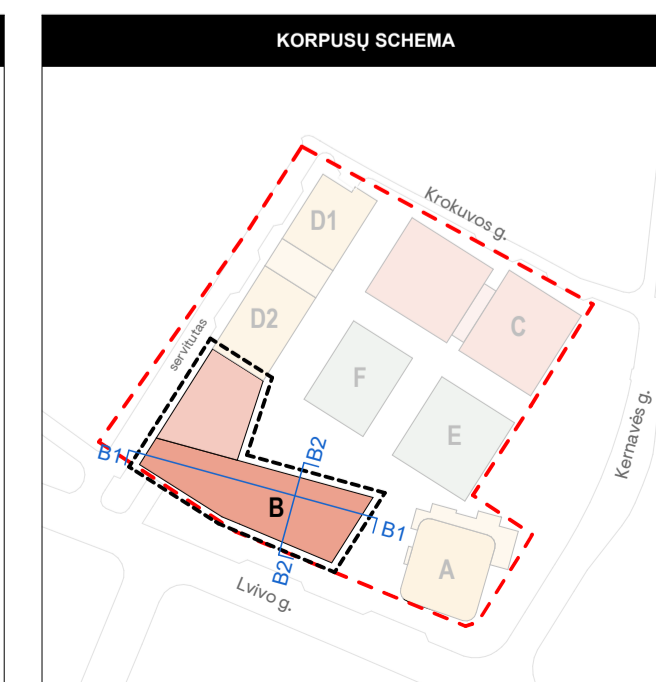 KORPUSŲ SCHEMA
Krokuvos g.
D1
C
D2
servitutas
F
E
Kernavės g.
B1
B2
B
B1
A
B2
Lvivo g.